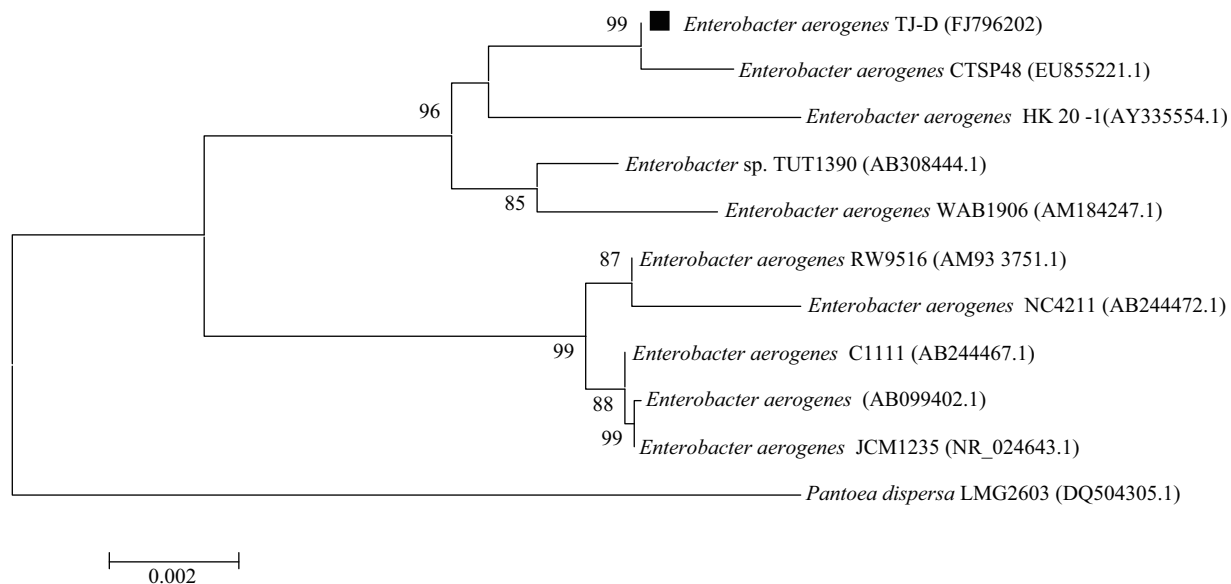 99
Enterobacter aerogenes TJ-D (FJ796202)
Enterobacter aerogenes CTSP48 (EU855221.1)
96
Enterobacter aerogenes HK 20 -1(AY335554.1)
Enterobacter sp. TUT1390 (AB308444.1)
85
Enterobacter aerogenes WAB1906 (AM184247.1)
87
Enterobacter aerogenes RW9516 (AM93 3751.1)
Enterobacter aerogenes NC4211 (AB244472.1)
99
Enterobacter aerogenes C1111 (AB244467.1)
88
Enterobacter aerogenes (AB099402.1)
99
Enterobacter aerogenes JCM1235 (NR_024643.1)
Pantoea dispersa LMG2603 (DQ504305.1)
0.002